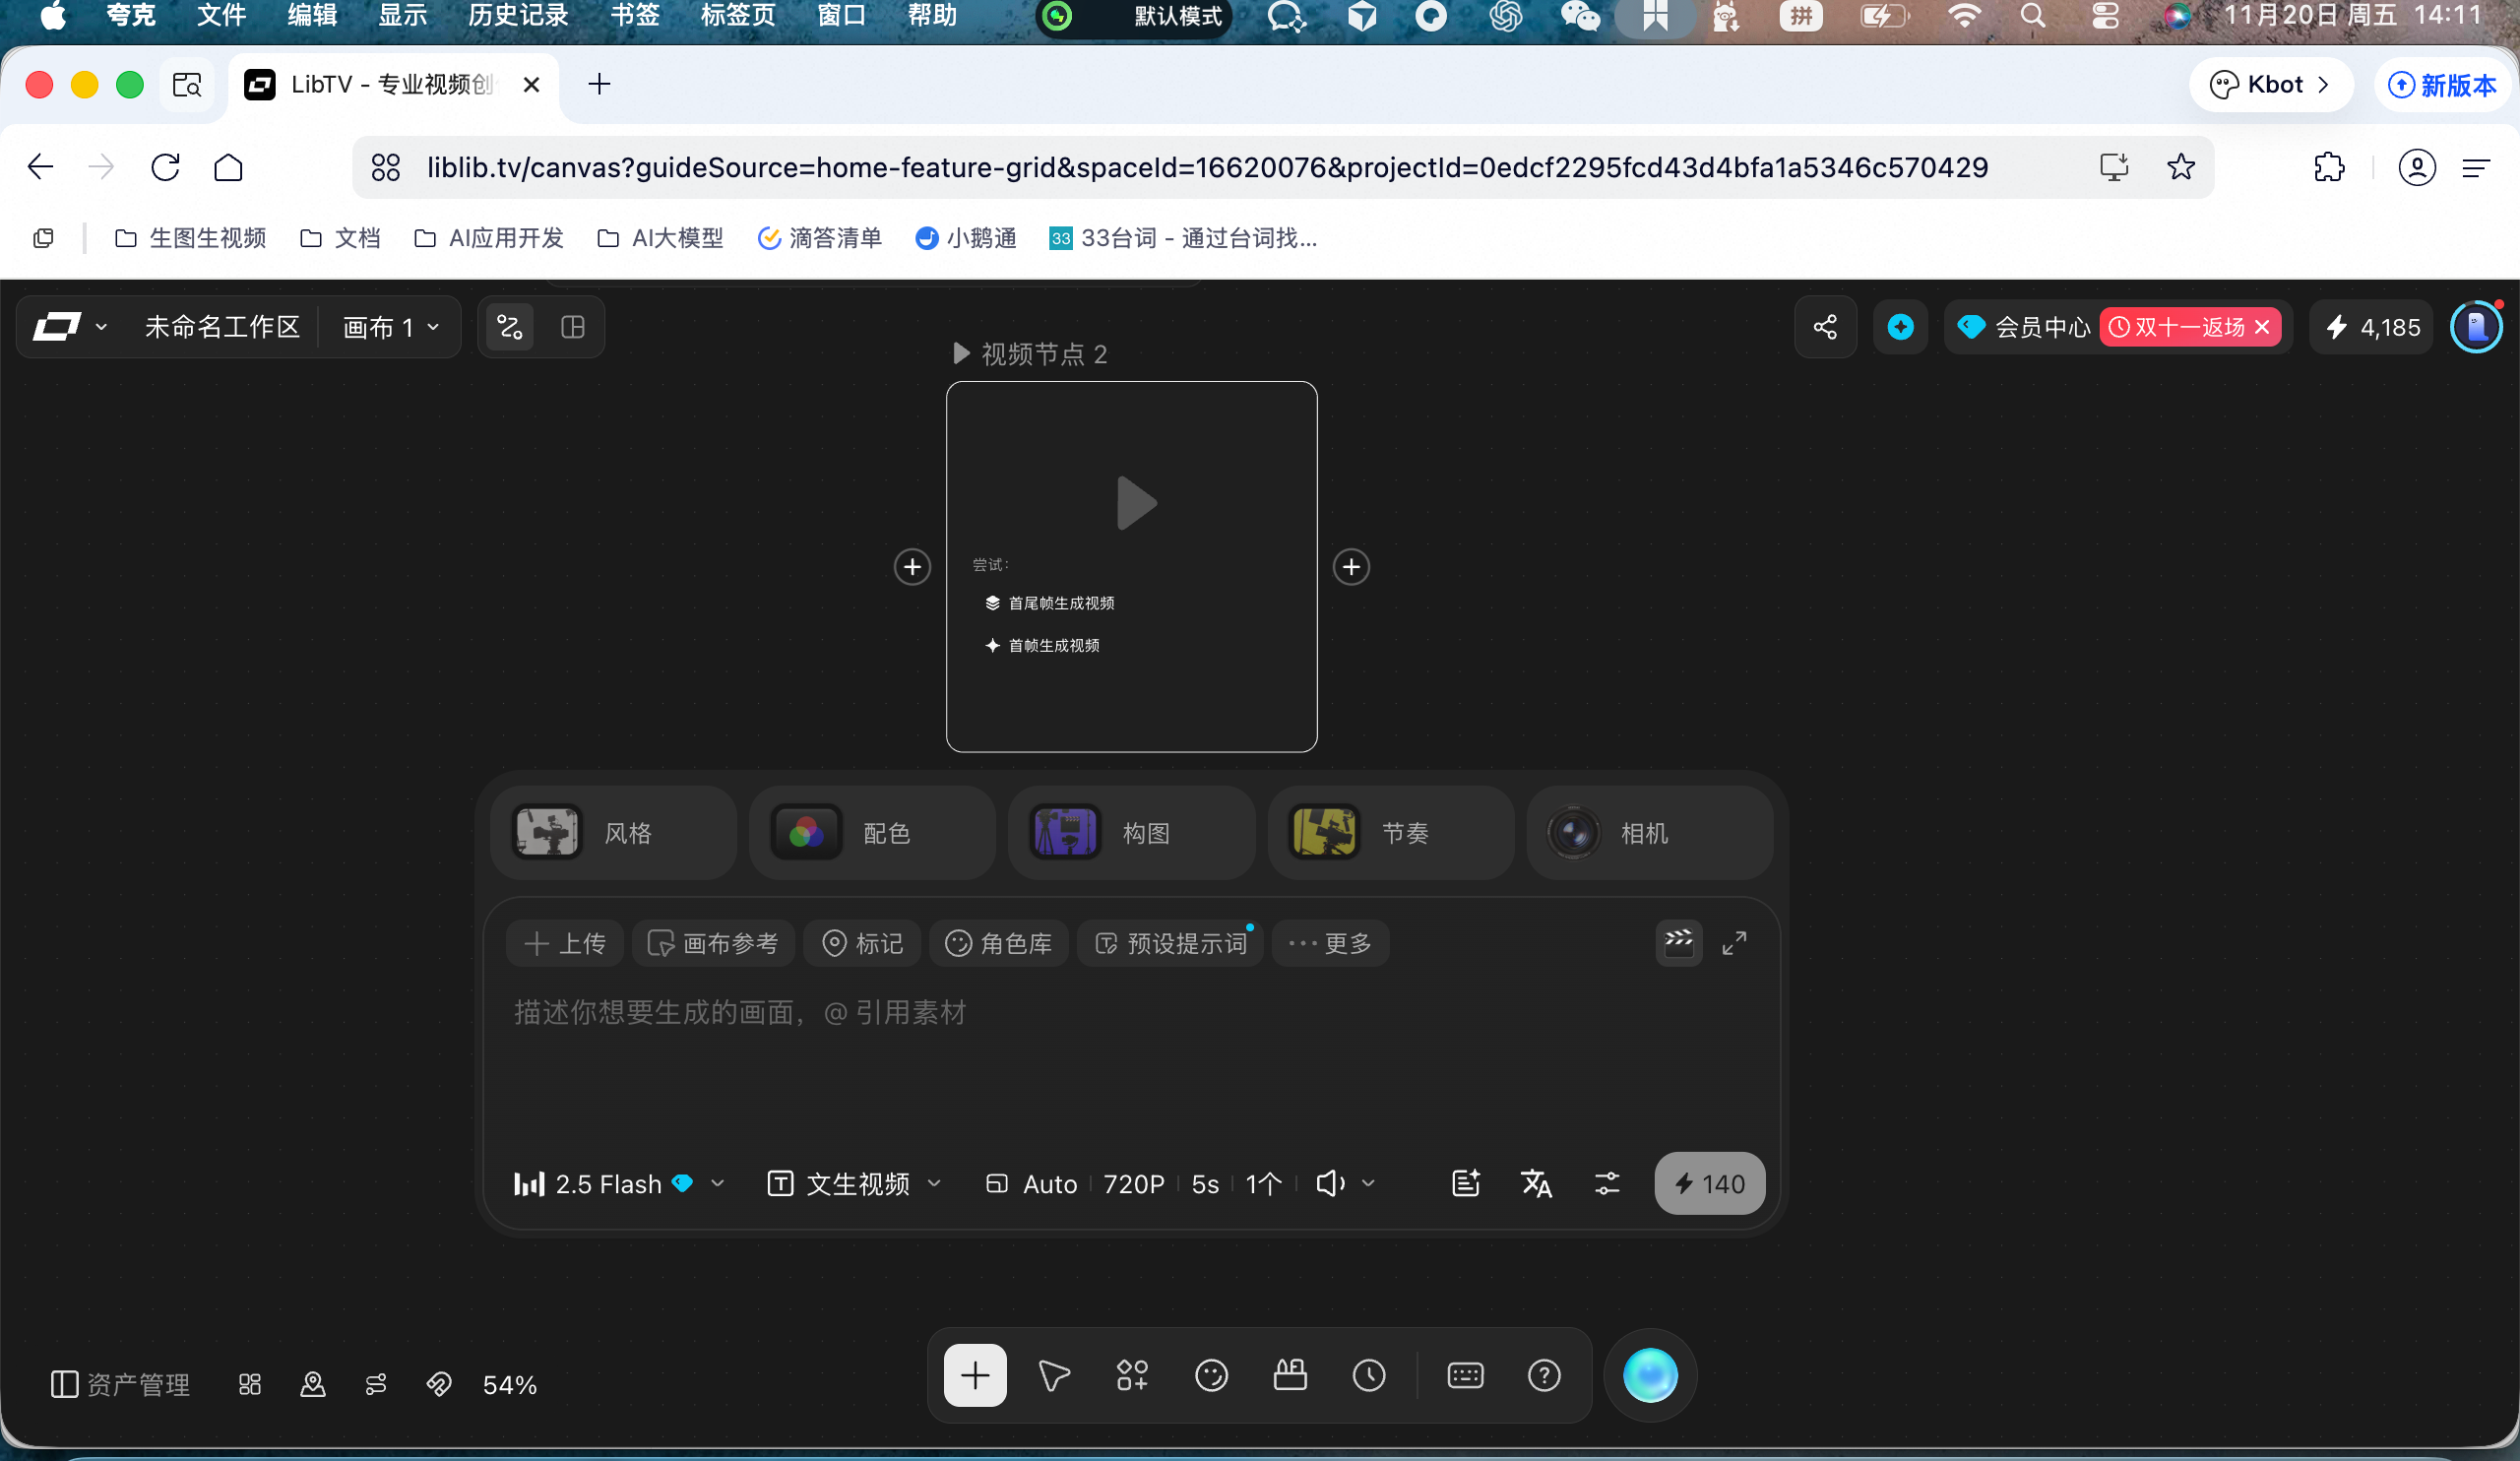 夸克 文件 编辑 显示 历史记录 书签 标签页 窗口 帮助 默认模式 拼 11月20日 周五 14:11
LibTV - 专业视频创 Kbot 新版本
liblib.tv/canvas?guideSource=home-feature-grid&spaceId=16620076&projectId=0edcf2295fcd43d4bfa1a5346c570429
生图生视频 文档 AI应用开发 AI大模型 滴答清单 小鹅通 33 33台词 - 通过台词找...
未命名工作区 画布 1 会员中心 双十一返场 4,185
视频节点 2
尝试：
首尾帧生成视频
首帧生成视频
风格 配色 构图 节奏 相机
上传 画布参考 标记 角色库 预设提示词 更多
描述你想要生成的画面，@ 引用素材
2.5 Flash 文生视频 Auto 720P 5s 1个 140
资产管理 54%